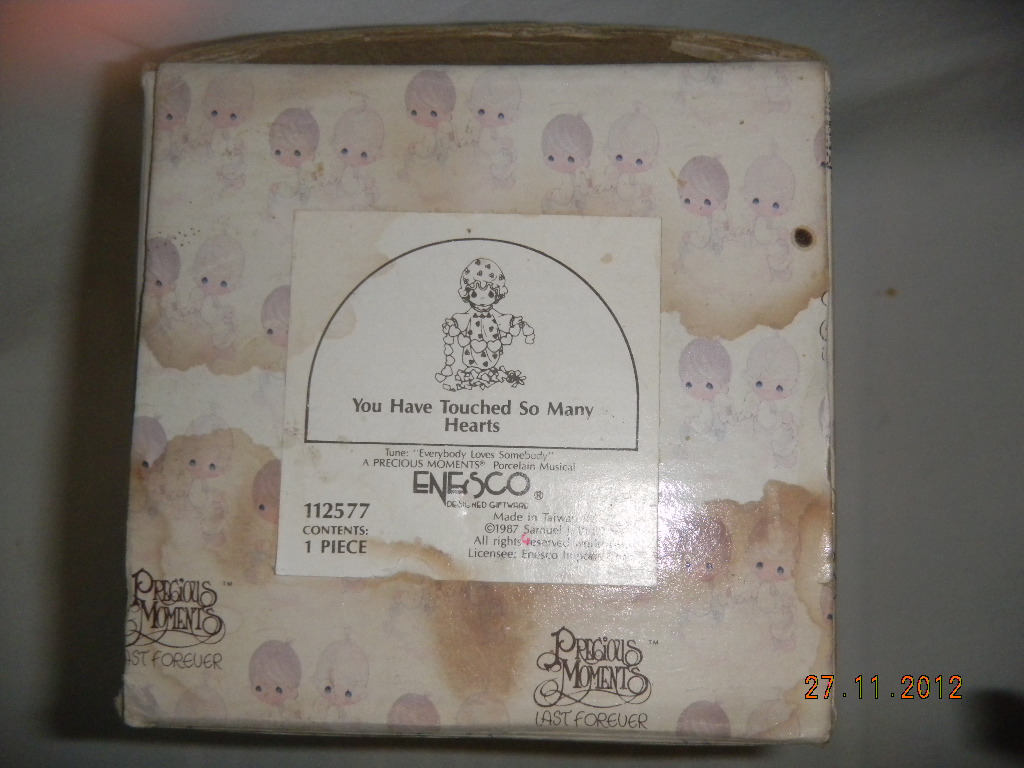 You Have Touched So Many
Hearts
Tune: "Everybody Loves Somebody"
A PRECIOUS MOMENTS® Porcelain Musical
ENESCO®
DESIGNED GIFTWARE
112577
CONTENTS:
1 PIECE
Made in Taiwan
©1987 Samuel J.
All rights reserved
Licensee: Enesco
PRECIOUS
MOMENTS™
LAST FOREVER
PRECIOUS
MOMENTS™
LAST FOREVER
27.11.2012